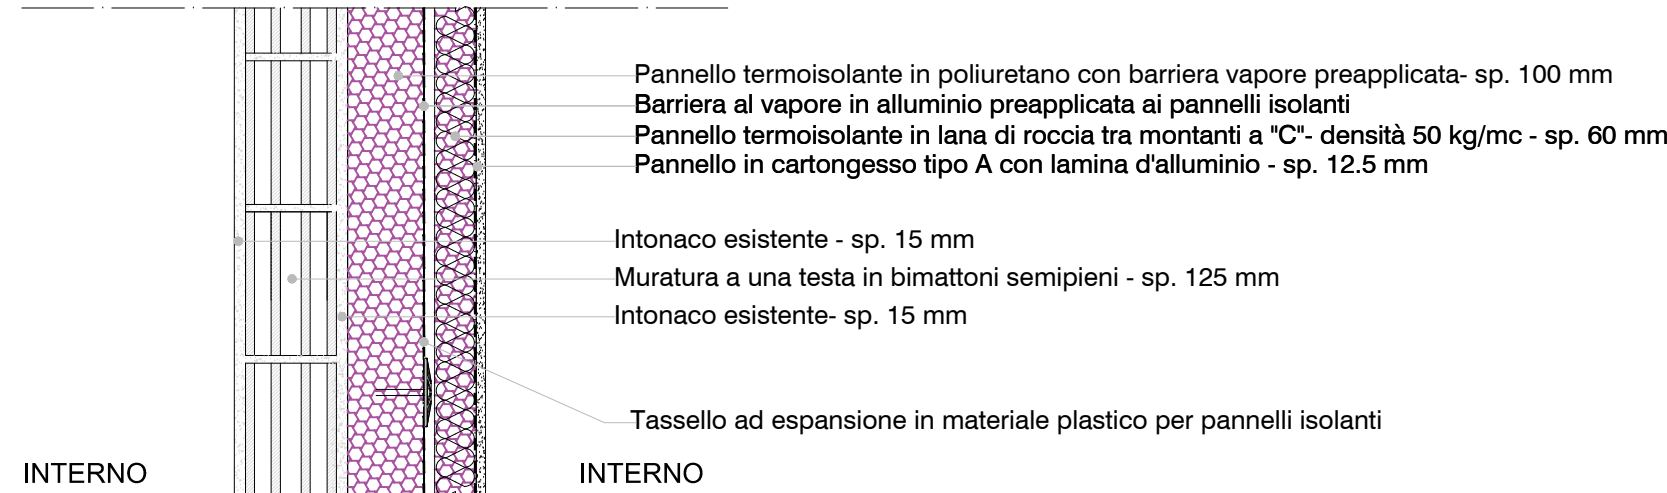 Pannello termoisolante in poliuretano con barriera vapore preapplicata- sp. 100 mm
Barriera al vapore in alluminio preapplicata ai pannelli isolanti
Pannello termoisolante in lana di roccia tra montanti a "C"- densità 50 kg/mc - sp. 60 mm
Pannello in cartongesso tipo A con lamina d'alluminio - sp. 12.5 mm
Intonaco esistente - sp. 15 mm
Muratura a una testa in bimattoni semipieni - sp. 125 mm
Intonaco esistente- sp. 15 mm
Tassello ad espansione in materiale plastico per pannelli isolanti
INTERNO
INTERNO